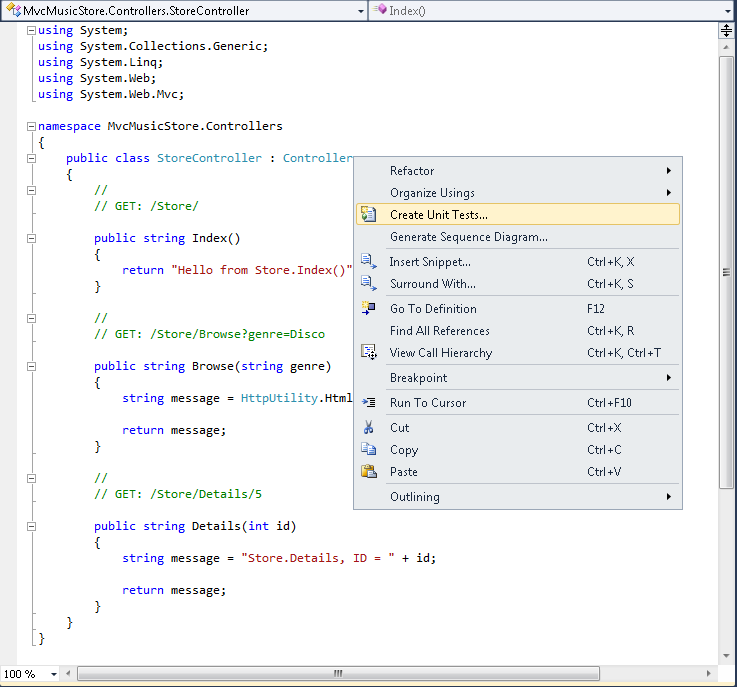 MvcMusicStore.Controllers.StoreController
Index()
using System;
using System.Collections.Generic;
using System.Linq;
using System.Web;
using System.Web.Mvc;
namespace MvcMusicStore.Controllers
{
public class StoreController : Controller
{
//
// GET: /Store/
public string Index()
{
return "Hello from Store.Index()"
}
//
// GET: /Store/Browse?genre=Disco
public string Browse(string genre)
{
string message = HttpUtility.Html
return message;
}
//
// GET: /Store/Details/5
public string Details(int id)
{
string message = "Store.Details, ID = " + id;
return message;
}
}
}
Refactor
Organize Usings
Create Unit Tests...
Generate Sequence Diagram...
Insert Snippet... Ctrl+K, X
Surround With... Ctrl+K, S
Go To Definition F12
Find All References Ctrl+K, R
View Call Hierarchy Ctrl+K, Ctrl+T
Breakpoint
Run To Cursor Ctrl+F10
Cut Ctrl+X
Copy Ctrl+C
Paste Ctrl+V
Outlining
100 %